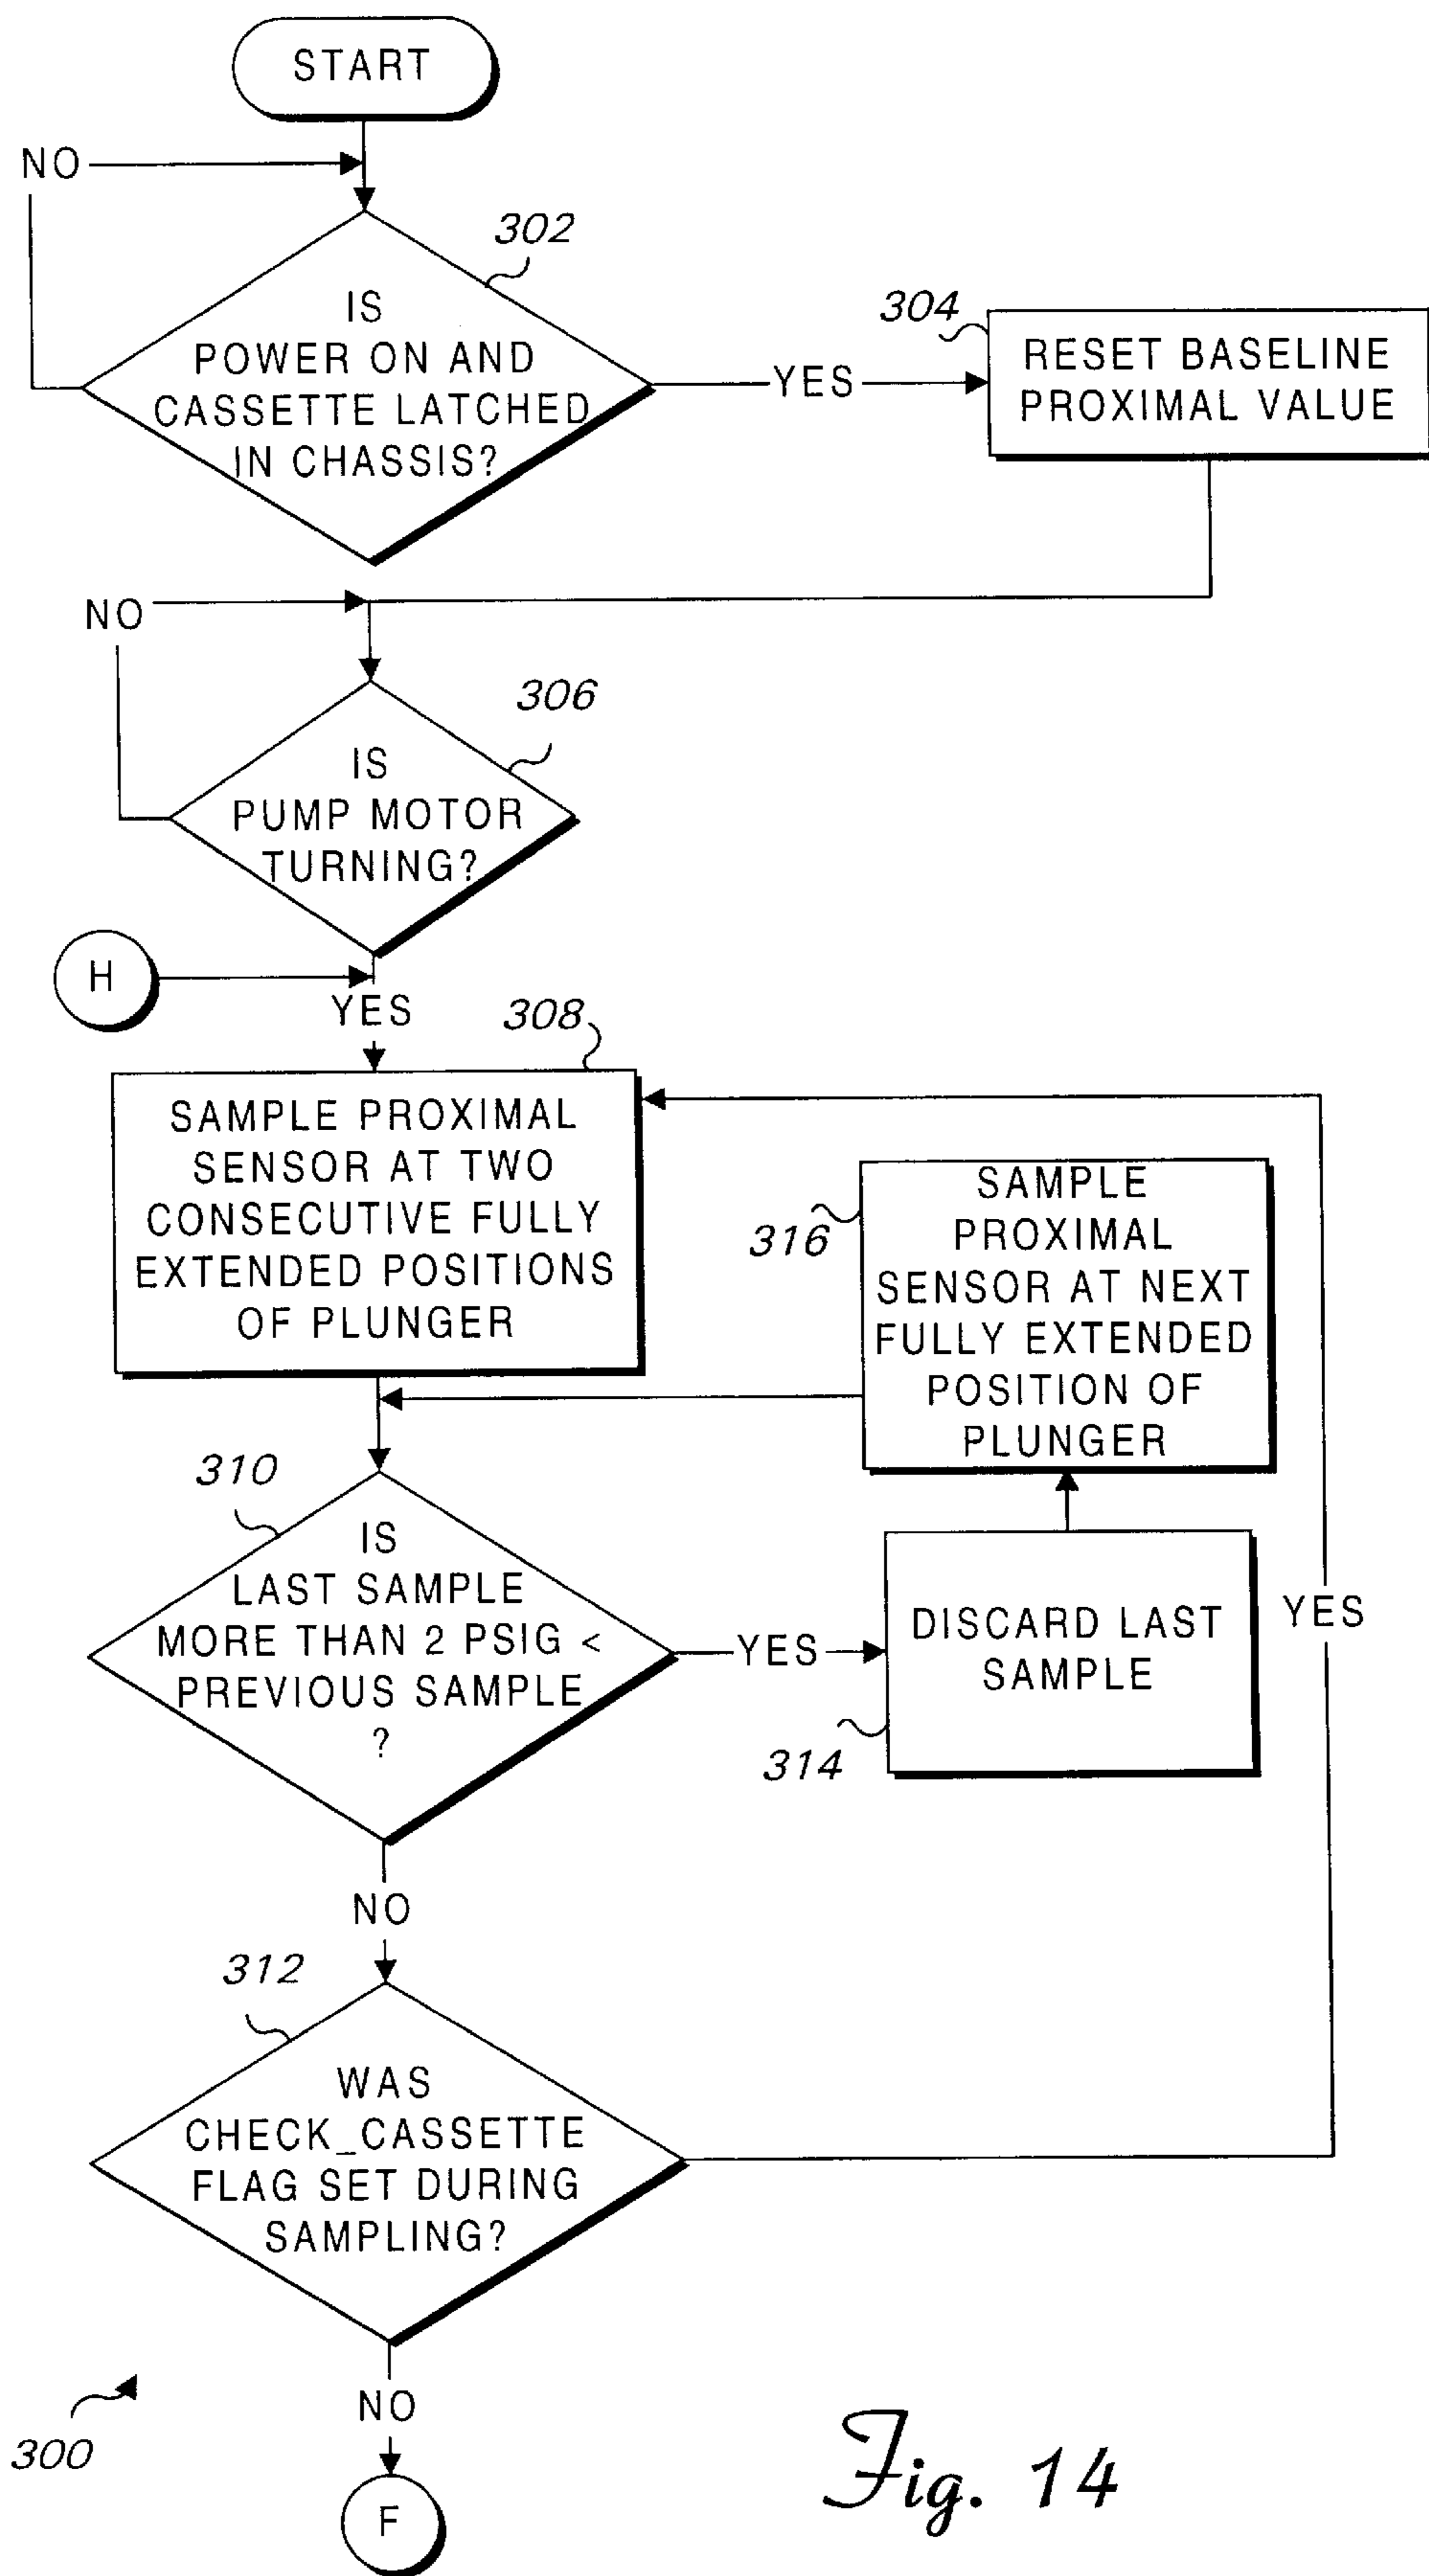 START
NO
302
IS
POWER ON AND
CASSETTE LATCHED
IN CHASSIS?
YES
304
RESET BASELINE
PROXIMAL VALUE
NO
306
IS
PUMP MOTOR
TURNING?
H
YES
308
SAMPLE PROXIMAL
SENSOR AT TWO
CONSECUTIVE FULLY
EXTENDED POSITIONS
OF PLUNGER
316
SAMPLE
PROXIMAL
SENSOR AT NEXT
FULLY EXTENDED
POSITION OF
PLUNGER
310
IS
LAST SAMPLE
MORE THAN 2 PSIG <
PREVIOUS SAMPLE
?
YES
314
DISCARD LAST
SAMPLE
YES
NO
312
WAS
CHECK_CASSETTE
FLAG SET DURING
SAMPLING?
NO
300
F
Fig. 14